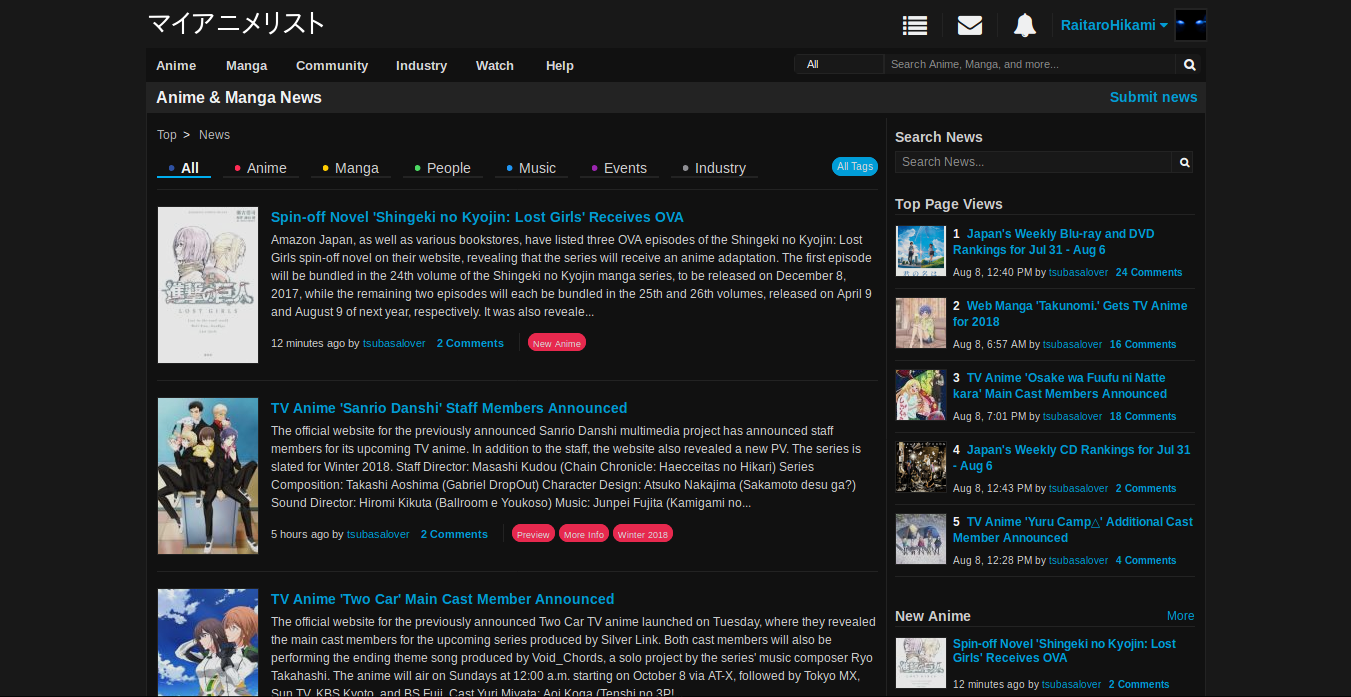 マイアニメリスト
RaitaroHikami
Anime Manga Community Industry Watch Help
All Search Anime, Manga, and more...
Anime & Manga News
Submit news
Top > News
All Anime Manga People Music Events Industry All Tags
Spin-off Novel 'Shingeki no Kyojin: Lost Girls' Receives OVA
Amazon Japan, as well as various bookstores, have listed three OVA episodes of the Shingeki no Kyojin: Lost
Girls spin-off novel on their website, revealing that the series will receive an anime adaptation. The first episode
will be bundled in the 24th volume of the Shingeki no Kyojin manga series, to be released on December 8,
2017, while the remaining two episodes will each be bundled in the 25th and 26th volumes, released on April 9
and August 9 of next year, respectively. It was also reveale...
12 minutes ago by tsubasalover 2 Comments New Anime
進撃の巨人
LOST GIRLS
TV Anime 'Sanrio Danshi' Staff Members Announced
The official website for the previously announced Sanrio Danshi multimedia project has announced staff
members for its upcoming TV anime. In addition to the staff, the website also revealed a new PV. The series is
slated for Winter 2018. Staff Director: Masashi Kudou (Chain Chronicle: Haecceitas no Hikari) Series
Composition: Takashi Aoshima (Gabriel DropOut) Character Design: Atsuko Nakajima (Sakamoto desu ga?)
Sound Director: Hiromi Kikuta (Ballroom e Youkoso) Music: Junpei Fujita (Kamigami no...
5 hours ago by tsubasalover 2 Comments Preview More Info Winter 2018
TV Anime 'Two Car' Main Cast Member Announced
The official website for the previously announced Two Car TV anime launched on Tuesday, where they revealed
the main cast members for the upcoming series produced by Silver Link. Both cast members will also be
performing the ending theme song produced by Void_Chords, a solo project by the series' music composer Ryo
Takahashi. The anime will air on Sundays at 12:00 a.m. starting on October 8 via AT-X, followed by Tokyo MX,
Sun TV, KBS Kyoto, and BS Fuji. Cast Yuri Miyata: Aoi Koga (Tenshi no 3P!
Search News
Search News...
Top Page Views
1 Japan's Weekly Blu-ray and DVD
Rankings for Jul 31 - Aug 6
Aug 8, 12:40 PM by tsubasalover 24 Comments
君の名は
2 Web Manga 'Takunomi.' Gets TV Anime
for 2018
Aug 8, 6:57 AM by tsubasalover 16 Comments
3 TV Anime 'Osake wa Fuufu ni Natte
kara' Main Cast Members Announced
Aug 8, 7:01 PM by tsubasalover 18 Comments
4 Japan's Weekly CD Rankings for Jul 31
- Aug 6
Aug 8, 12:43 PM by tsubasalover 2 Comments
5 TV Anime 'Yuru Camp△' Additional Cast
Member Announced
Aug 8, 12:28 PM by tsubasalover 4 Comments
New Anime
More
Spin-off Novel 'Shingeki no Kyojin: Lost
Girls' Receives OVA
12 minutes ago by tsubasalover 2 Comments